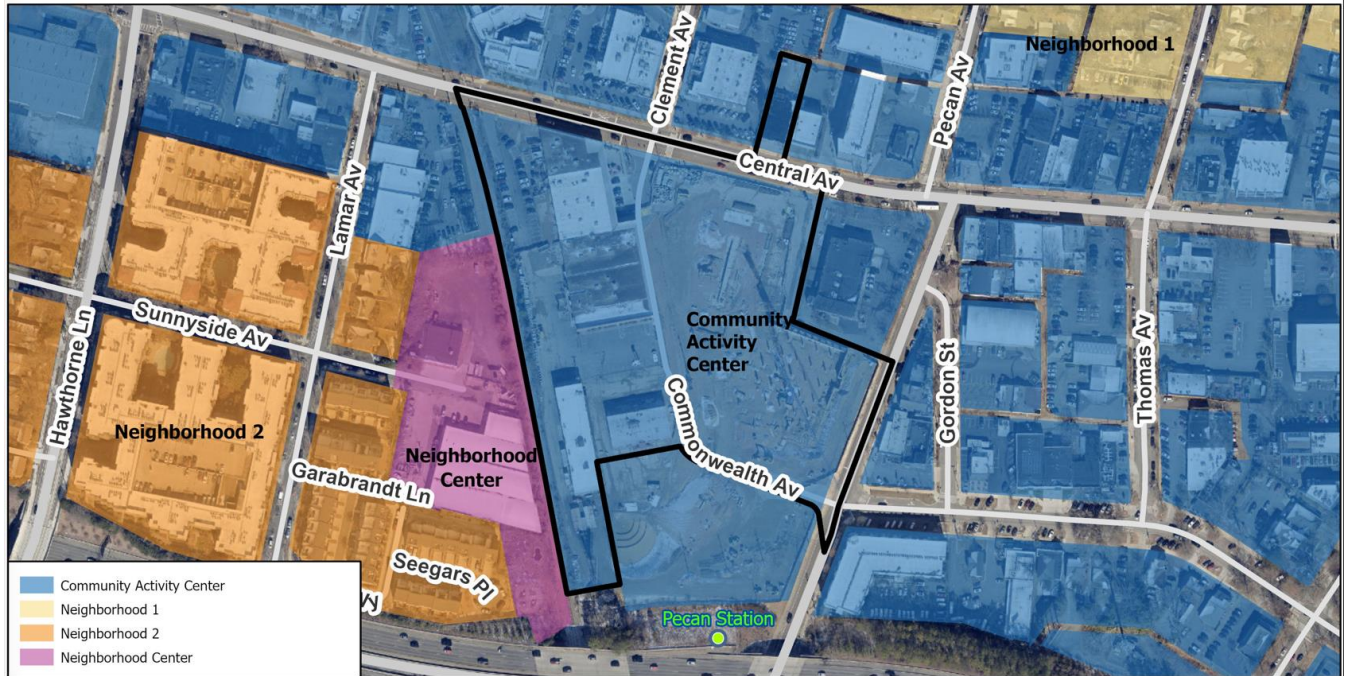 Neighborhood 1
Clement Av
Pecan Av
Central Av
Lamar Av
Hawthorne Ln
Sunnyside Av
Community
Activity
Center
Gordon St
Thomas Av
Neighborhood 2
Neighborhood
Center
Commonwealth Av
Garabrandt Ln
Seegars Pl
Pecan Station
Community Activity Center
Neighborhood 1
Neighborhood 2
Neighborhood Center